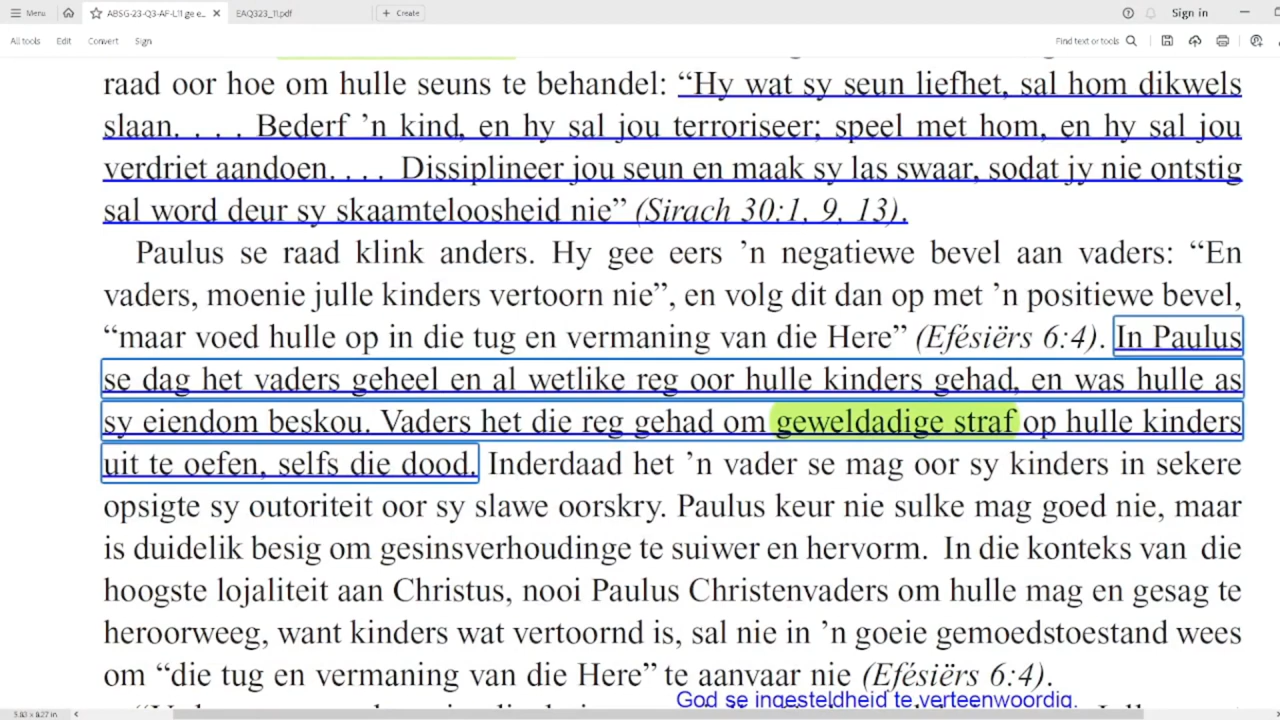 Menu
ABSG-23-Q3-AF-L11 ge e...
EAQ323_11.pdf
+ Create
Sign in
All tools Edit Convert Sign
Find text or tools
raad oor hoe om hulle seuns te behandel: “Hy wat sy seun liefhet, sal hom dikwels
slaan. . . . Bederf ’n kind, en hy sal jou terroriseer; speel met hom, en hy sal jou
verdriet aandoen. . . . Dissiplineer jou seun en maak sy las swaar, sodat jy nie ontstig
sal word deur sy skaamteloosheid nie” (Sirach 30:1, 9, 13).
Paulus se raad klink anders. Hy gee eers ’n negatiewe bevel aan vaders: “En
vaders, moenie julle kinders vertoorn nie”, en volg dit dan op met ’n positiewe bevel,
“maar voed hulle op in die tug en vermaning van die Here” (Efésiërs 6:4). In Paulus
se dag het vaders geheel en al wetlike reg oor hulle kinders gehad, en was hulle as
sy eiendom beskou. Vaders het die reg gehad om geweldadige straf op hulle kinders
uit te oefen, selfs die dood. Inderdaad het ’n vader se mag oor sy kinders in sekere
opsigte sy outoriteit oor sy slawe oorskry. Paulus keur nie sulke mag goed nie, maar
is duidelik besig om gesinsverhoudinge te suiwer en hervorm. In die konteks van die
hoogste lojaliteit aan Christus, nooi Paulus Christenvaders om hulle mag en gesag te
heroorweeg, want kinders wat vertoornd is, sal nie in ’n goeie gemoedstoestand wees
om “die tug en vermaning van die Here” te aanvaar nie (Efésiërs 6:4).
God se ingesteldheid te verteenwoordig.
5.83 x 8.27 in